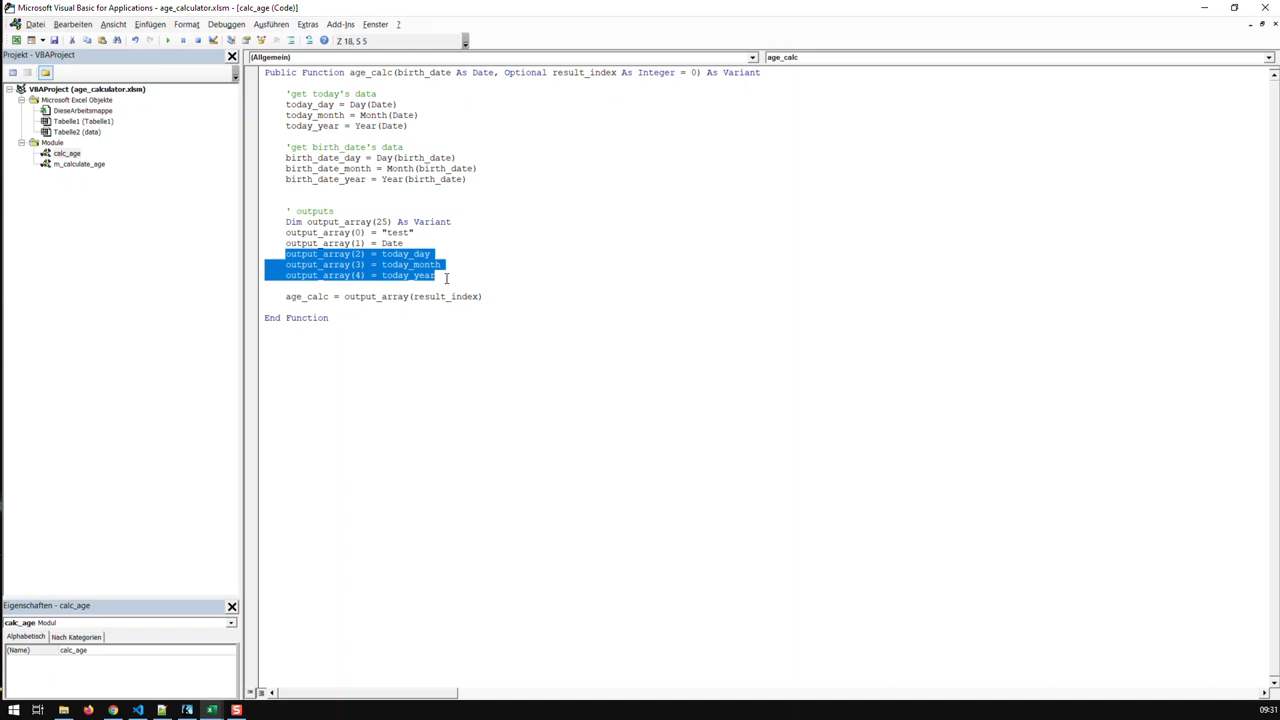 Microsoft Visual Basic for Applications - age_calculator.xlsm - [calc_age (Code)]
Datei Bearbeiten Ansicht Einfügen Format Debuggen Ausführen Extras Add-Ins Fenster ?
Z 18, S 5
Projekt - VBAProject
VBAProject (age_calculator.xlsm)
Microsoft Excel Objekte
DieseArbeitsmappe
Tabelle1 (Tabelle1)
Tabelle2 (data)
Module
calc_age
m_calculate_age
(Allgemein)
age_calc
Public Function age_calc(birth_date As Date, Optional result_index As Integer = 0) As Variant
'get today's data
today_day = Day(Date)
today_month = Month(Date)
today_year = Year(Date)
'get birth_date's data
birth_date_day = Day(birth_date)
birth_date_month = Month(birth_date)
birth_date_year = Year(birth_date)
' outputs
Dim output_array(25) As Variant
output_array(0) = "test"
output_array(1) = Date
output_array(2) = today_day
output_array(3) = today_month
output_array(4) = today_year
age_calc = output_array(result_index)
End Function
Eigenschaften - calc_age
calc_age Modul
Alphabetisch Nach Kategorien
(Name) calc_age
09:31